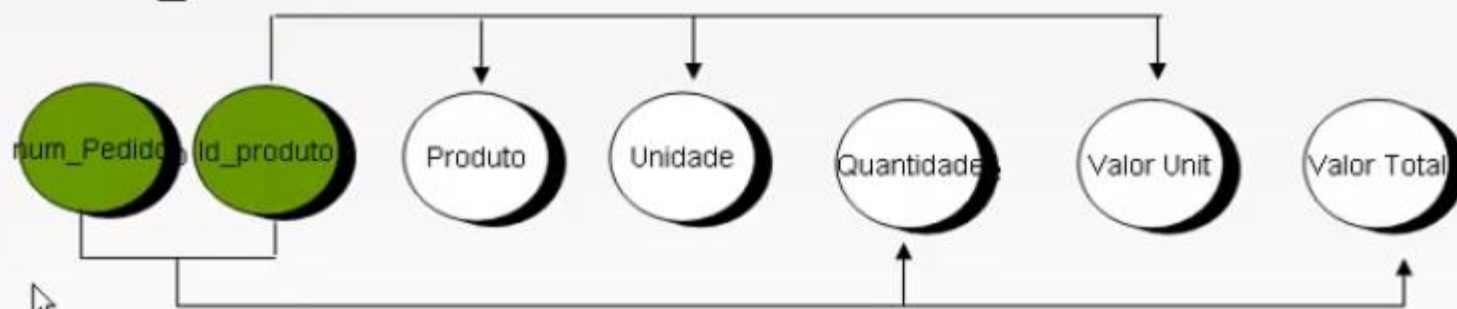 num_Pedido
Id_produto
Produto
Unidade
Quantidade
Valor Unit
Valor Total